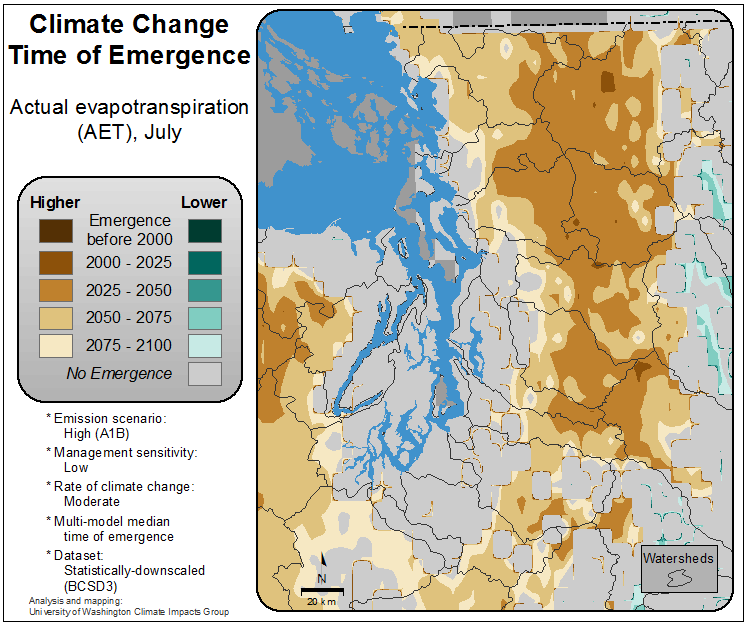 Climate Change
Time of Emergence
Actual evapotranspiration
(AET), July
Higher
Lower
Emergence
before 2000
2000 - 2025
2025 - 2050
2050 - 2075
2075 - 2100
No Emergence
* Emission scenario:
High (A1B)
* Management sensitivity:
Low
* Rate of climate change:
Moderate
* Multi-model median
time of emergence
* Dataset:
Statistically-downscaled
(BCSD3)
Analysis and mapping:
University of Washington Climate Impacts Group
N
20 km
Watersheds